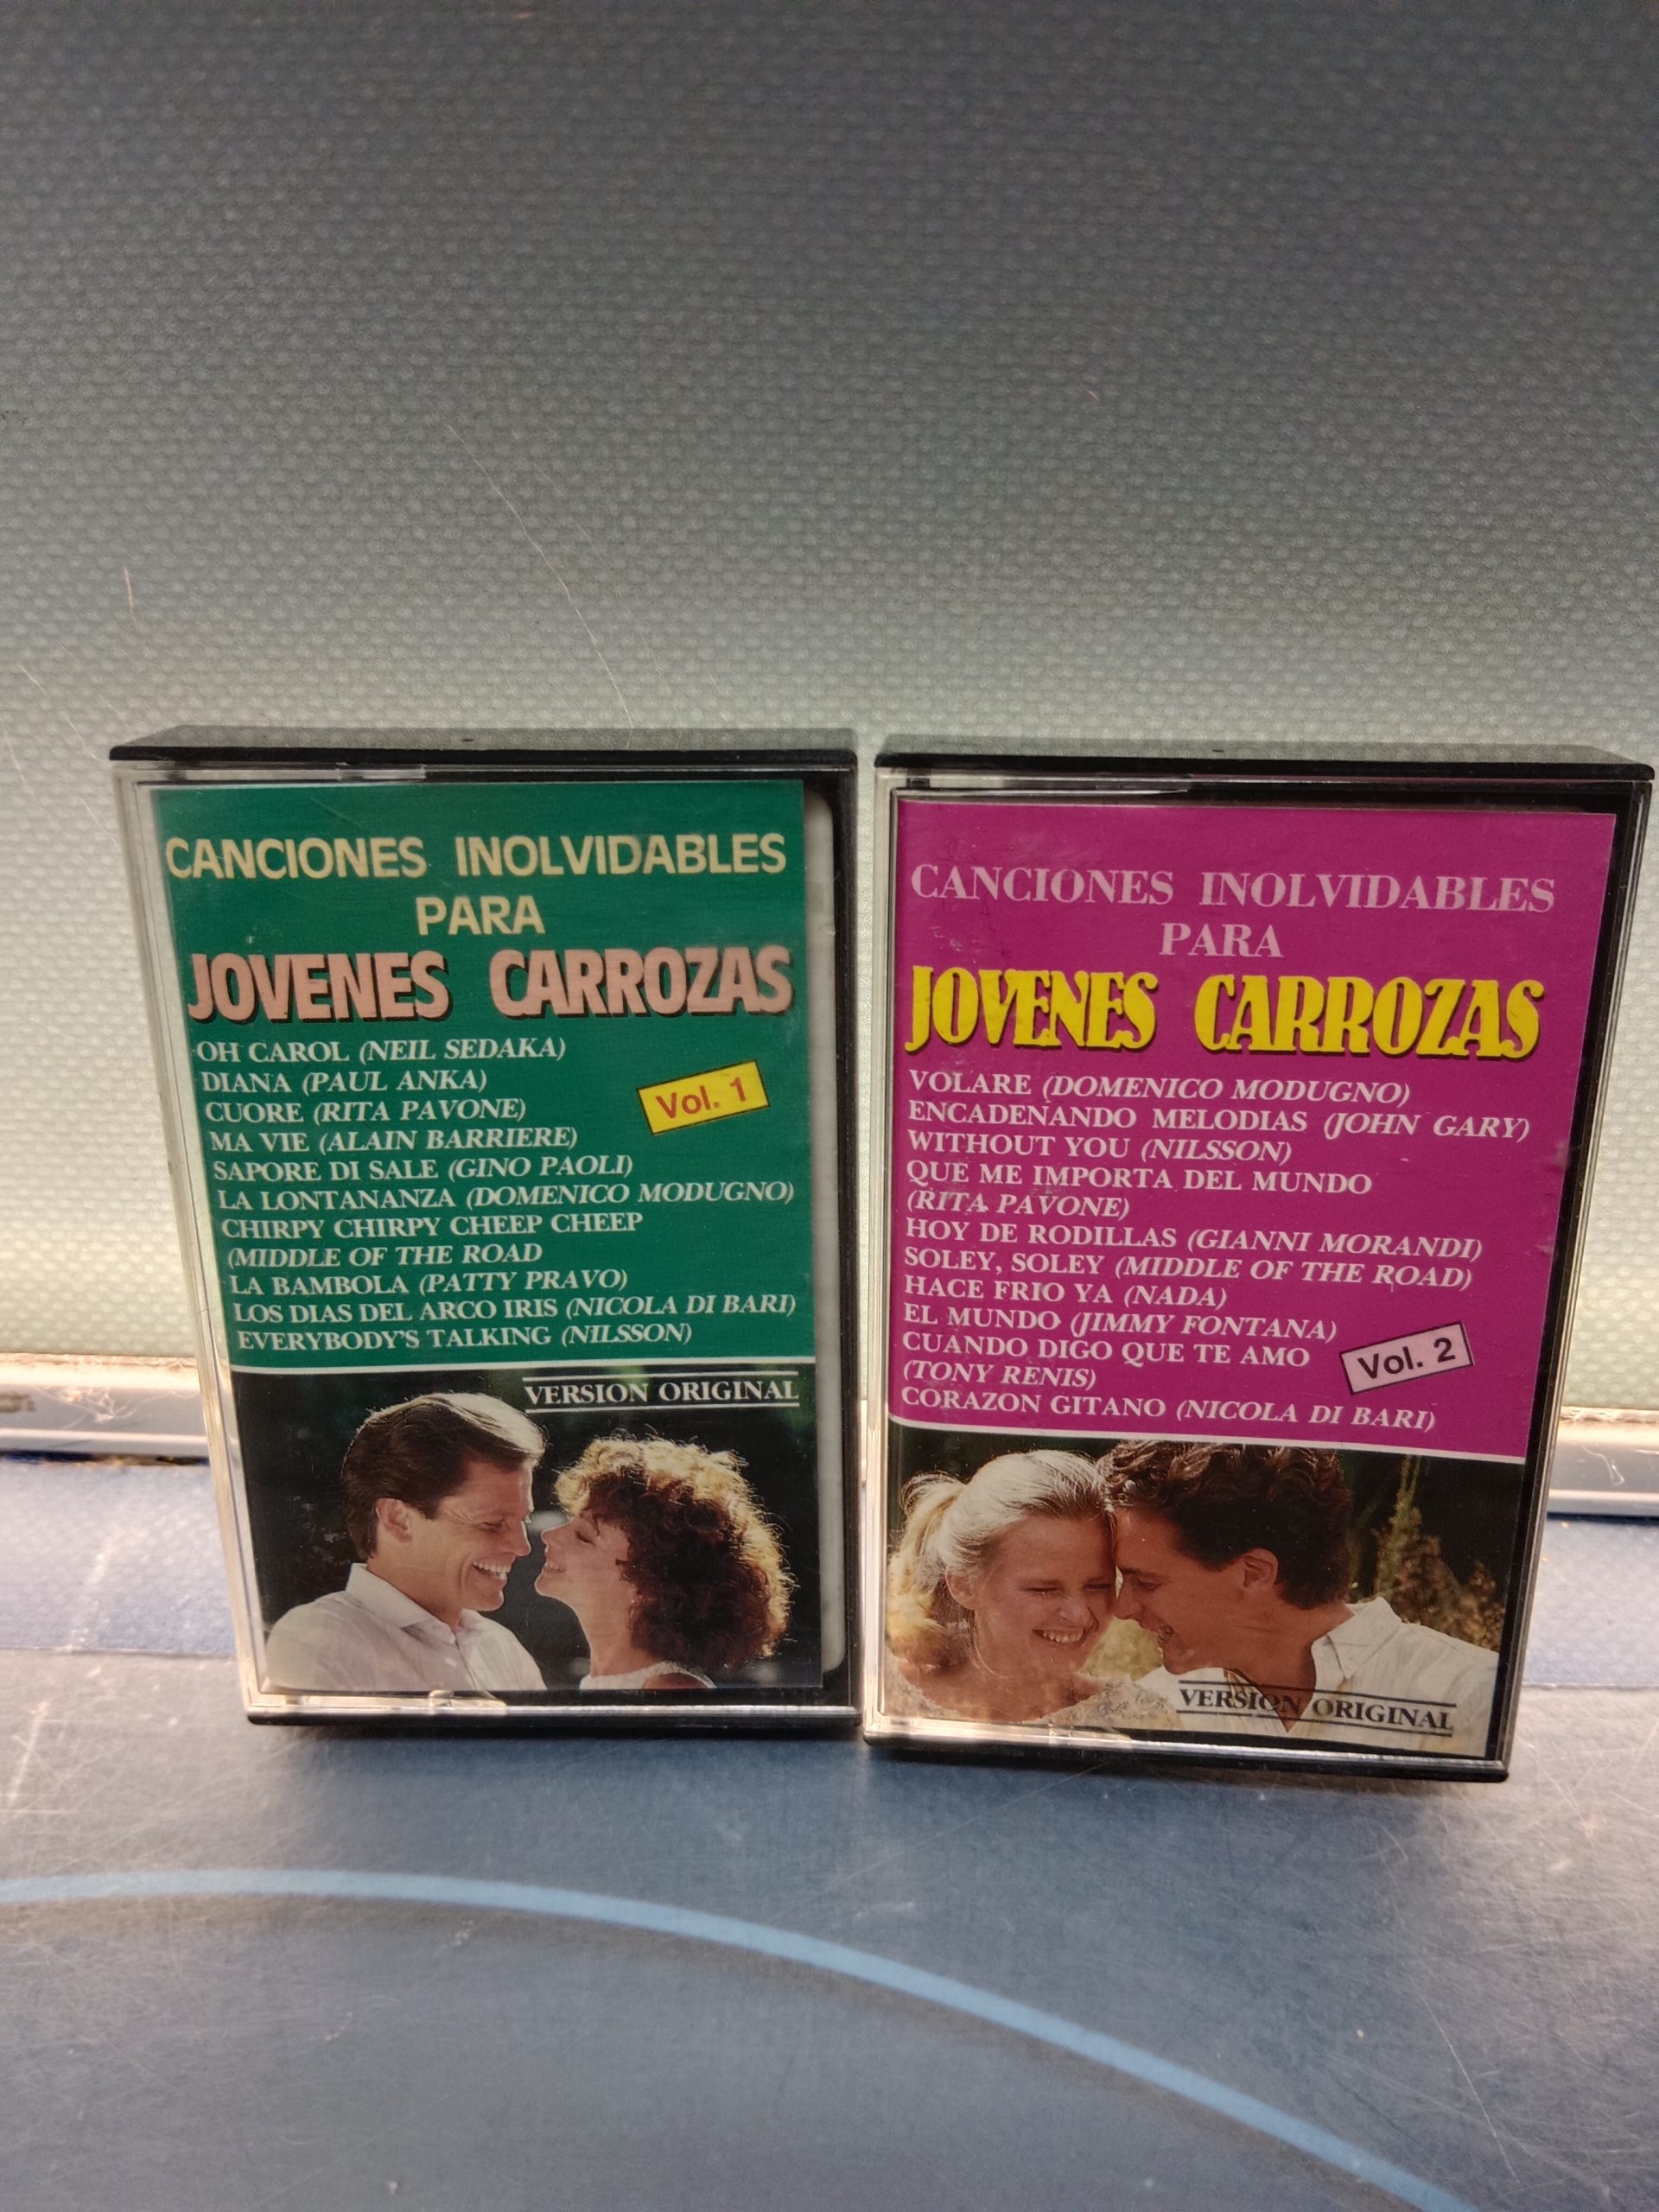 CANCIONES INOLVIDABLES
PARA
JOVENES CARROZAS
OH CAROL (NEIL SEDAKA)
DIANA (PAUL ANKA)
CUORE (RITA PAVONE)
MA VIE (ALAIN BARRIERE)
SAPORE DI SALE (GINO PAOLI)
LA LONTANANZA (DOMENICO MODUGNO)
CHIRPY CHIRPY CHEEP CHEEP
(MIDDLE OF THE ROAD
LA BAMBOLA (PATTY PRAVO)
LOS DIAS DEL ARCO IRIS (NICOLA DI BARI)
EVERYBODY'S TALKING (NILSSON)
Vol. 1
VERSION ORIGINAL
CANCIONES INOLVIDABLES
PARA
JOVENES CARROZAS
VOLARE (DOMENICO MODUGNO)
ENCADENANDO MELODIAS (JOHN GARY)
WITHOUT YOU (NILSSON)
QUE ME IMPORTA DEL MUNDO
(RITA PAVONE)
HOY DE RODILLAS (GIANNI MORANDI)
SOLEY, SOLEY (MIDDLE OF THE ROAD)
HACE FRIO YA (NADA)
EL MUNDO (JIMMY FONTANA)
CUANDO DIGO QUE TE AMO
(TONY RENIS)
CORAZON GITANO (NICOLA DI BARI)
Vol. 2
VERSION ORIGINAL